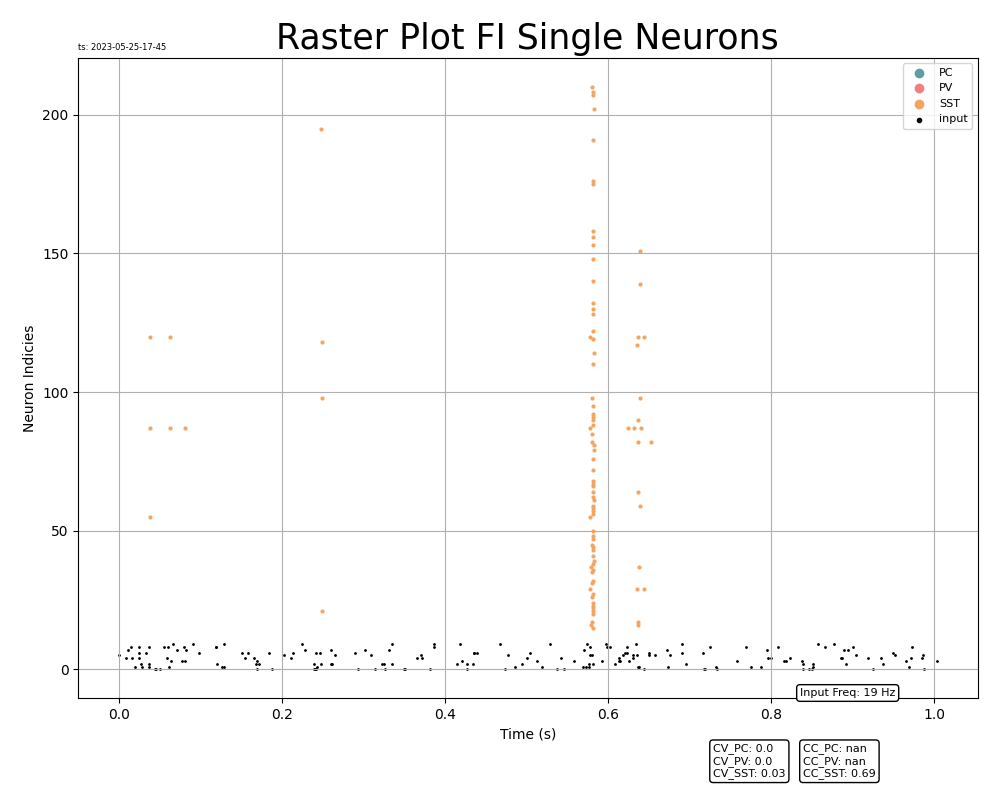 Raster Plot FI Single Neurons
ts: 2023-05-25-17-45
PC
PV
SST
input
200
150
100
50
0
Neuron Indicies
0.0 0.2 0.4 0.6 0.8 1.0
Time (s)
Input Freq: 19 Hz
CV_PC: 0.0
CV_PV: 0.0
CV_SST: 0.03
CC_PC: nan
CC_PV: nan
CC_SST: 0.69